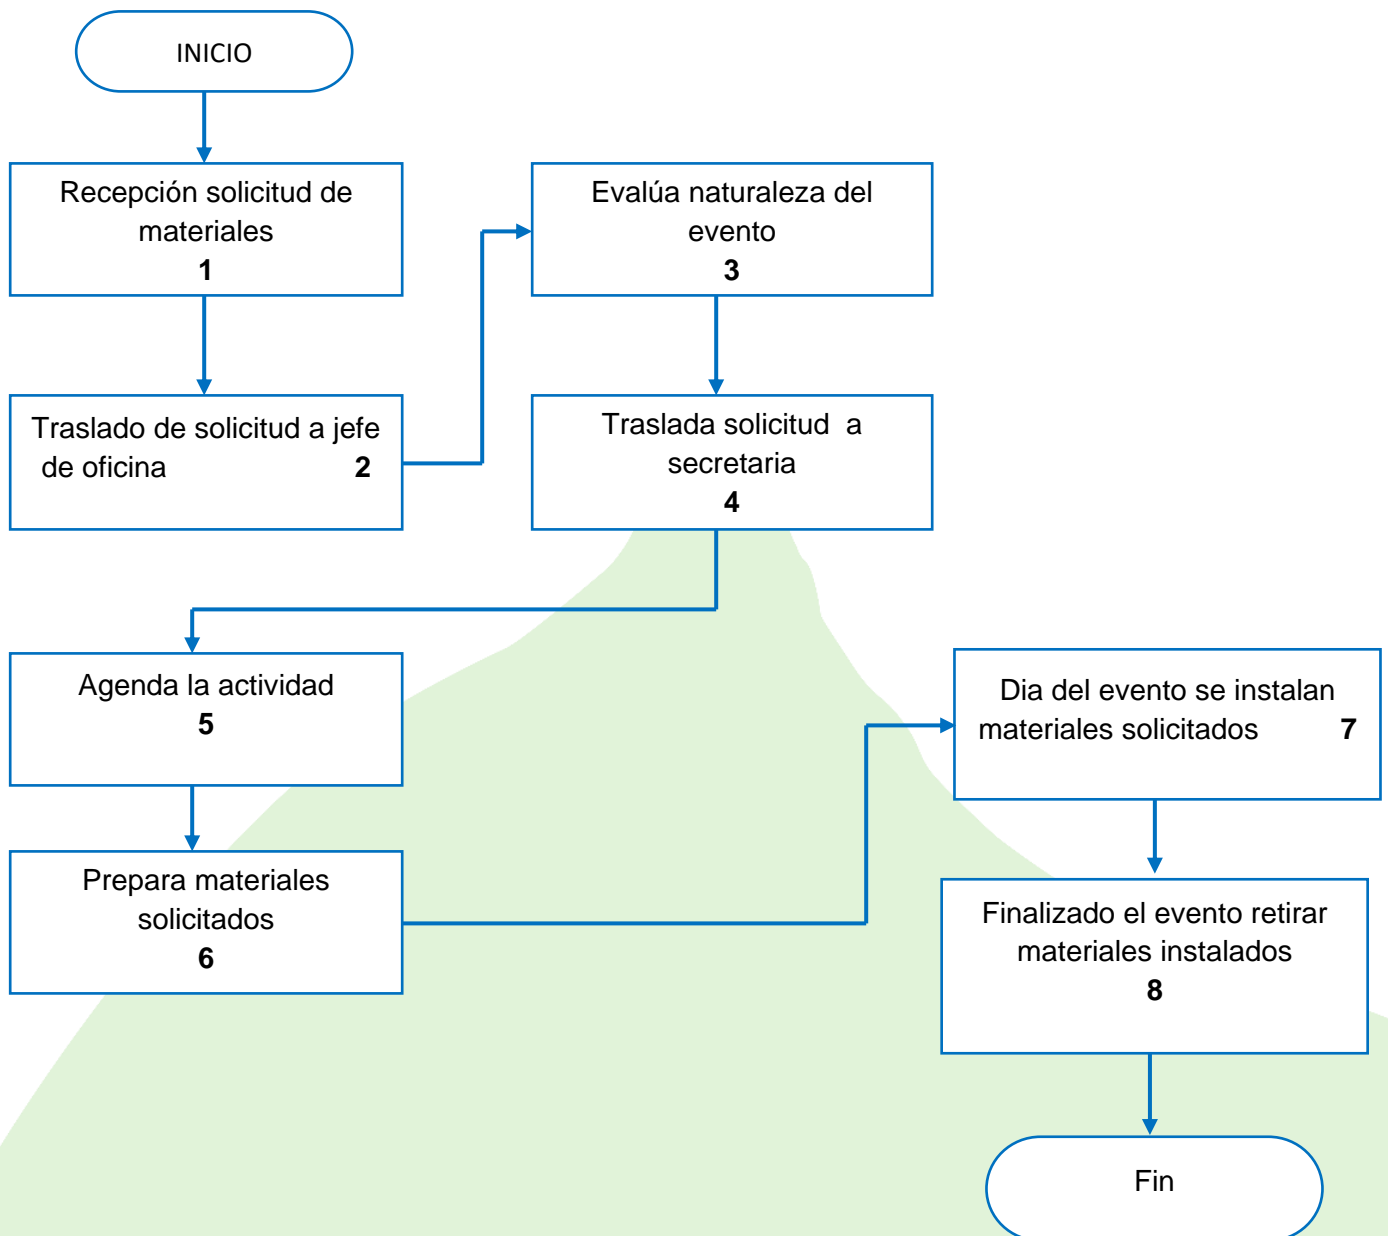 INICIO
Recepción solicitud de
materiales
1
Traslado de solicitud a jefe
de oficina 2
Evalúa naturaleza del
evento
3
Traslada solicitud a
secretaria
4
Agenda la actividad
5
Prepara materiales
solicitados
6
Dia del evento se instalan
materiales solicitados 7
Finalizado el evento retirar
materiales instalados
8
Fin